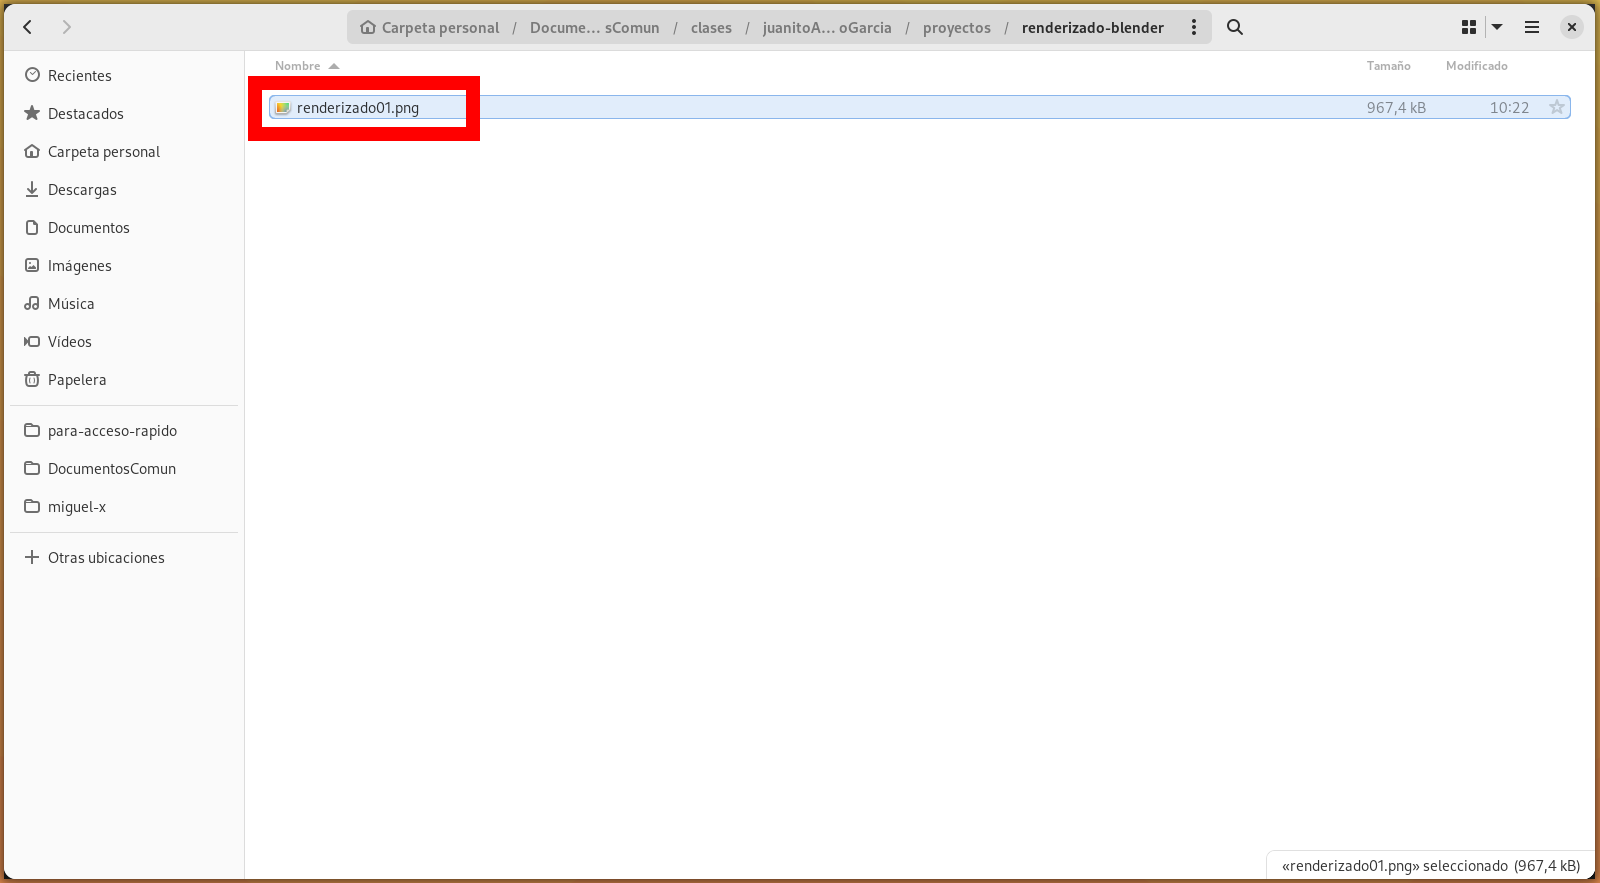 Carpeta personal / Docume... sComun / clases / juanitoA... oGarcia / proyectos / renderizado-blender
Recientes
Destacados
Carpeta personal
Descargas
Documentos
Imágenes
Música
Vídeos
Papelera
para-acceso-rapido
DocumentosComun
miguel-x
Otras ubicaciones
Nombre Tamaño Modificado
renderizado01.png 967,4 kB 10:22
«renderizado01.png» seleccionado (967,4 kB)